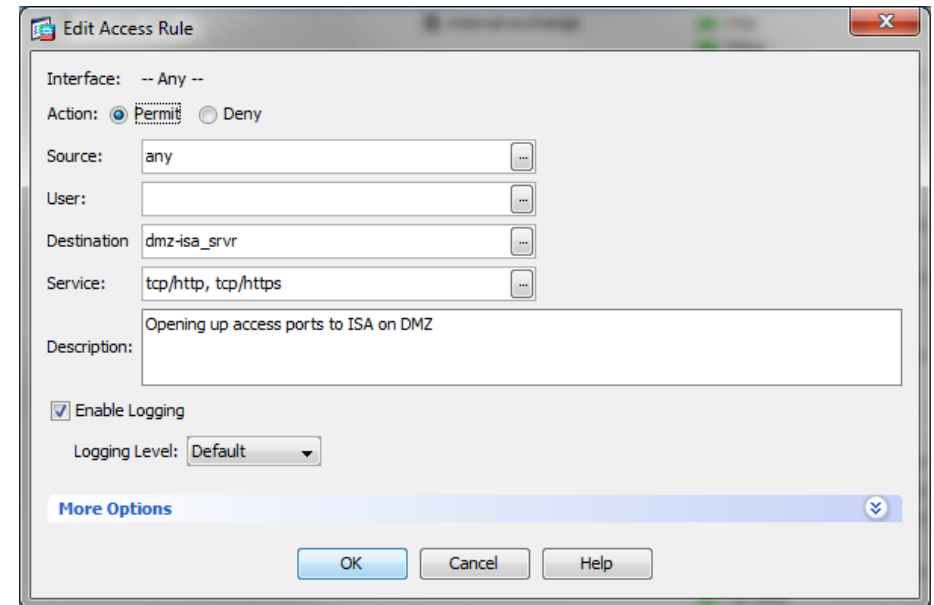 Edit Access Rule
Interface: -- Any --
Action: Permit Deny
Source: any ...
User: ...
Destination dmz-isa_srvr ...
Service: tcp/http, tcp/https ...
Description: Opening up access ports to ISA on DMZ
Enable Logging
Logging Level: Default
More Options
OK Cancel Help